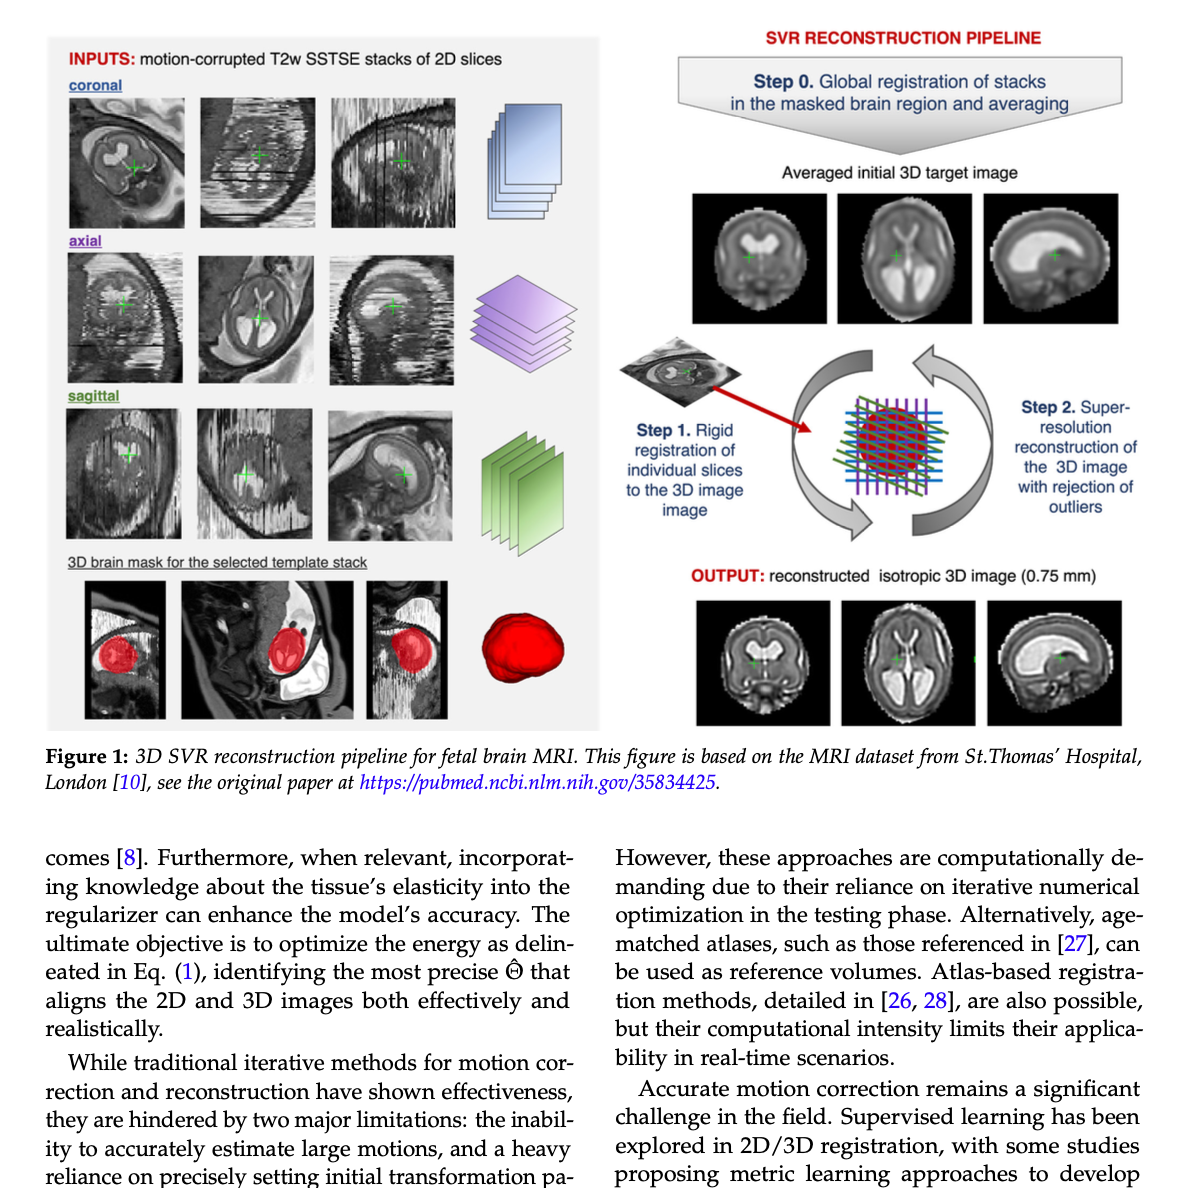 INPUTS: motion-corrupted T2w SSTSE stacks of 2D slices
coronal
axial
sagittal
3D brain mask for the selected template stack
SVR RECONSTRUCTION PIPELINE
Step 0. Global registration of stacks
in the masked brain region and averaging
Averaged initial 3D target image
Step 1. Rigid
registration of
individual slices
to the 3D image
image
Step 2. Super-
resolution
reconstruction of
the 3D image
with rejection of
outliers
OUTPUT: reconstructed isotropic 3D image (0.75 mm)
Figure 1: 3D SVR reconstruction pipeline for fetal brain MRI. This figure is based on the MRI dataset from St.Thomas' Hospital,
London [10], see the original paper at https://pubmed.ncbi.nlm.nih.gov/35834425.
comes [8]. Furthermore, when relevant, incorporat-
ing knowledge about the tissue's elasticity into the
regularizer can enhance the model's accuracy. The
ultimate objective is to optimize the energy as delin-
eated in Eq. (1), identifying the most precise Θ̂ that
aligns the 2D and 3D images both effectively and
realistically.
While traditional iterative methods for motion cor-
rection and reconstruction have shown effectiveness,
they are hindered by two major limitations: the inabil-
ity to accurately estimate large motions, and a heavy
reliance on precisely setting initial transformation pa-
However, these approaches are computationally de-
manding due to their reliance on iterative numerical
optimization in the testing phase. Alternatively, age-
matched atlases, such as those referenced in [27], can
be used as reference volumes. Atlas-based registra-
tion methods, detailed in [26, 28], are also possible,
but their computational intensity limits their applica-
bility in real-time scenarios.
Accurate motion correction remains a significant
challenge in the field. Supervised learning has been
explored in 2D/3D registration, with some studies
proposing metric learning approaches to develop